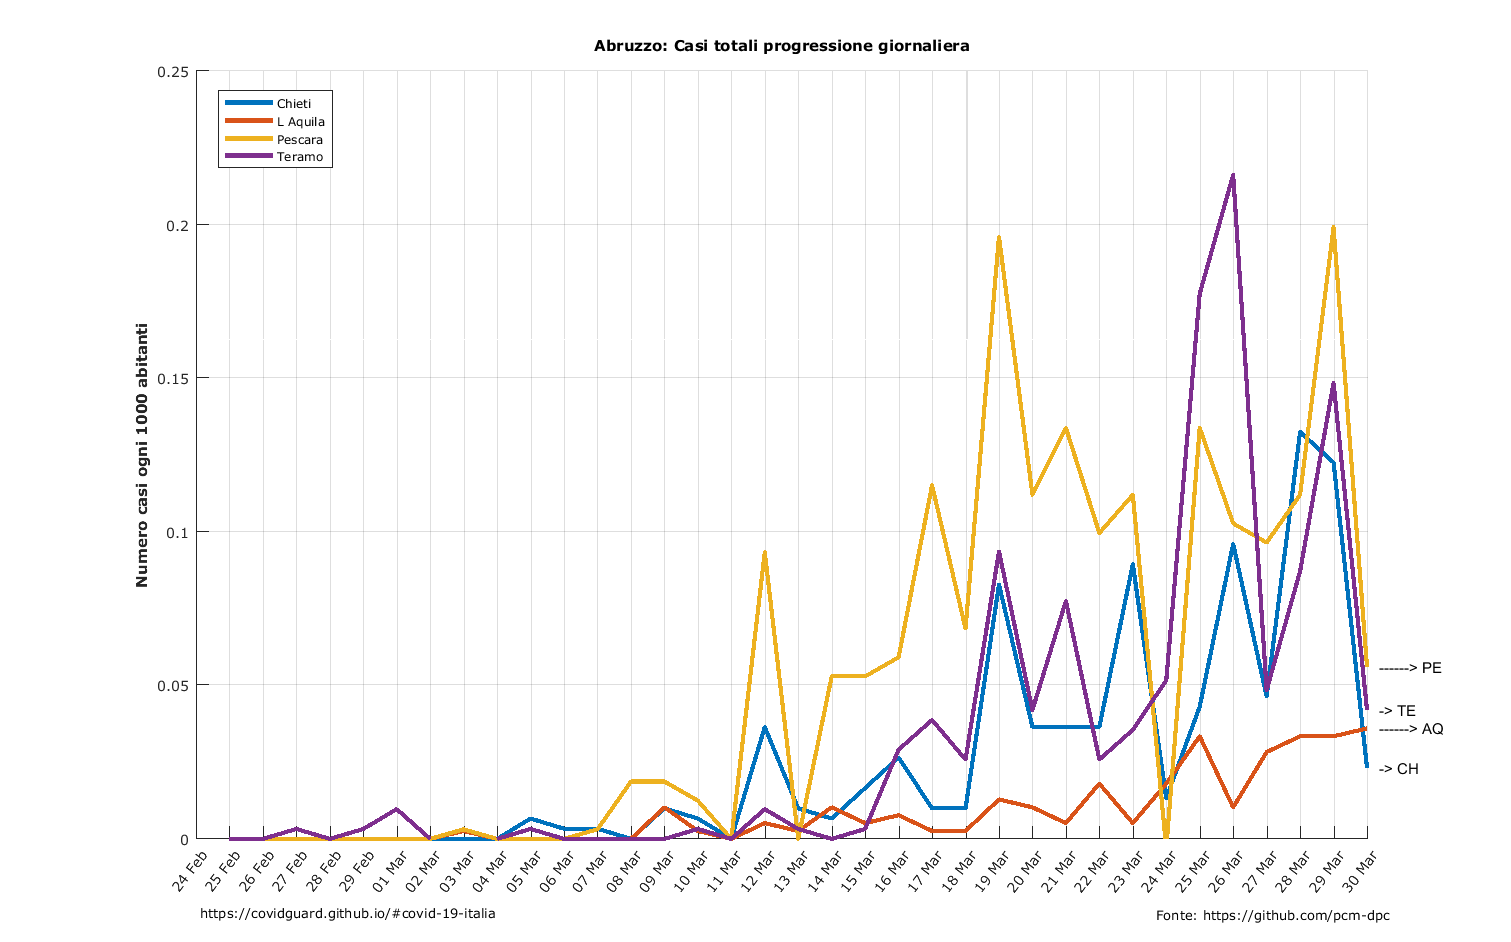 Abruzzo: Casi totali progressione giornaliera
Chieti
L Aquila
Pescara
Teramo
Numero casi ogni 1000 abitanti
0.25
0.2
0.15
0.1
0.05
0
------> PE
-> TE
------> AQ
-> CH
24 Feb
25 Feb
26 Feb
27 Feb
28 Feb
29 Feb
01 Mar
02 Mar
03 Mar
04 Mar
05 Mar
06 Mar
07 Mar
08 Mar
09 Mar
10 Mar
11 Mar
12 Mar
13 Mar
14 Mar
15 Mar
16 Mar
17 Mar
18 Mar
19 Mar
20 Mar
21 Mar
22 Mar
23 Mar
24 Mar
25 Mar
26 Mar
27 Mar
28 Mar
29 Mar
30 Mar
https://covidguard.github.io/#covid-19-italia
Fonte: https://github.com/pcm-dpc